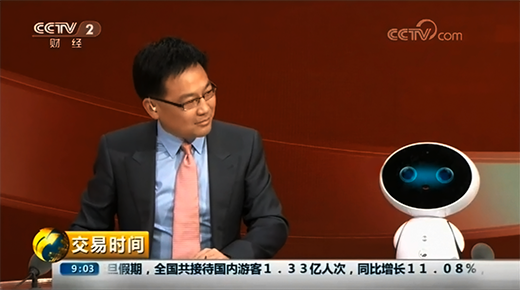 CCTV 2
财 经
CCTV.com
交易时间
9:03 旦假期，全国共接待国内游客１．３３亿人次，同比增长１１．０８%